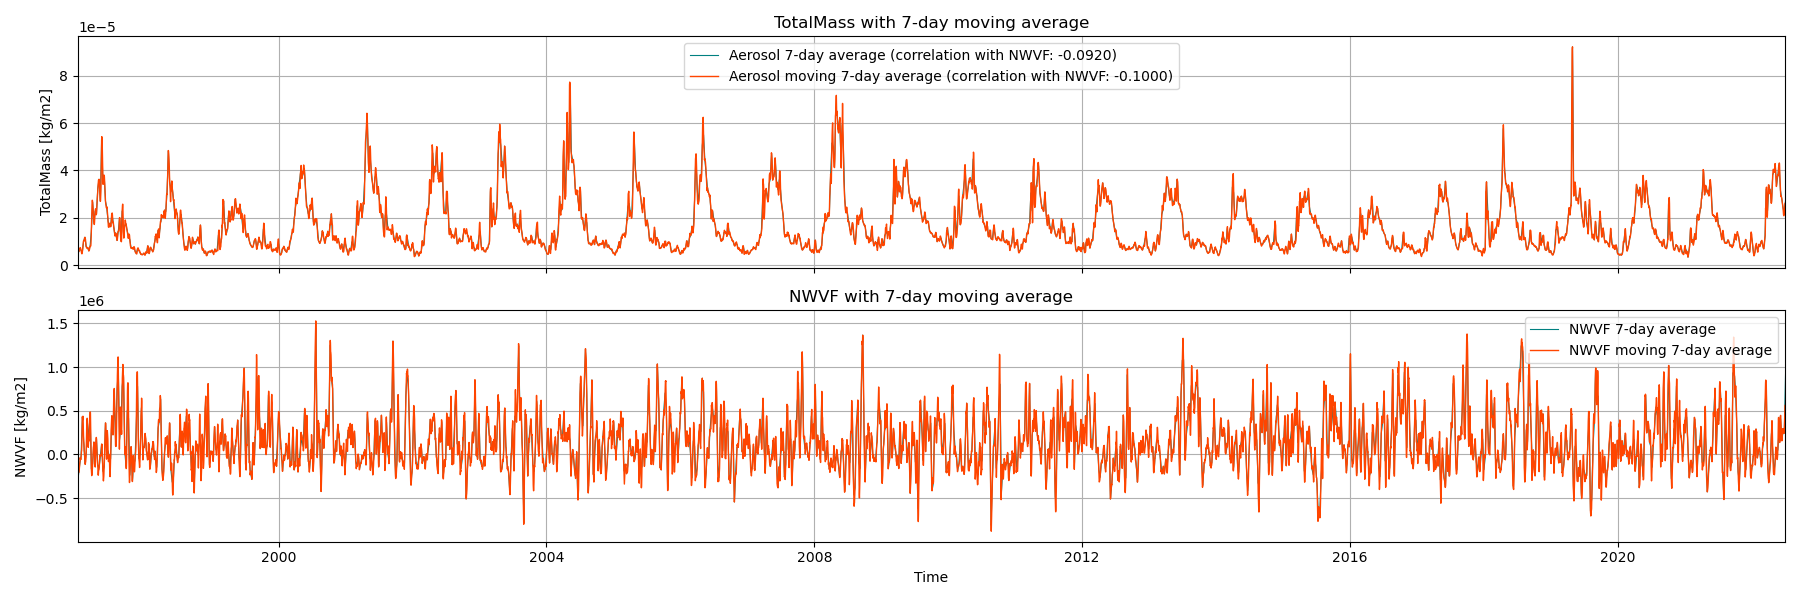 TotalMass with 7-day moving average
1e−5
Aerosol 7-day average (correlation with NWVF: -0.0920)
Aerosol moving 7-day average (correlation with NWVF: -0.1000)
TotalMass [kg/m2]
8
6
4
2
0
NWVF with 7-day moving average
1e6
NWVF 7-day average
NWVF moving 7-day average
NWVF [kg/m2]
1.5
1.0
0.5
0.0
−0.5
2000 2004 2008 2012 2016 2020
Time